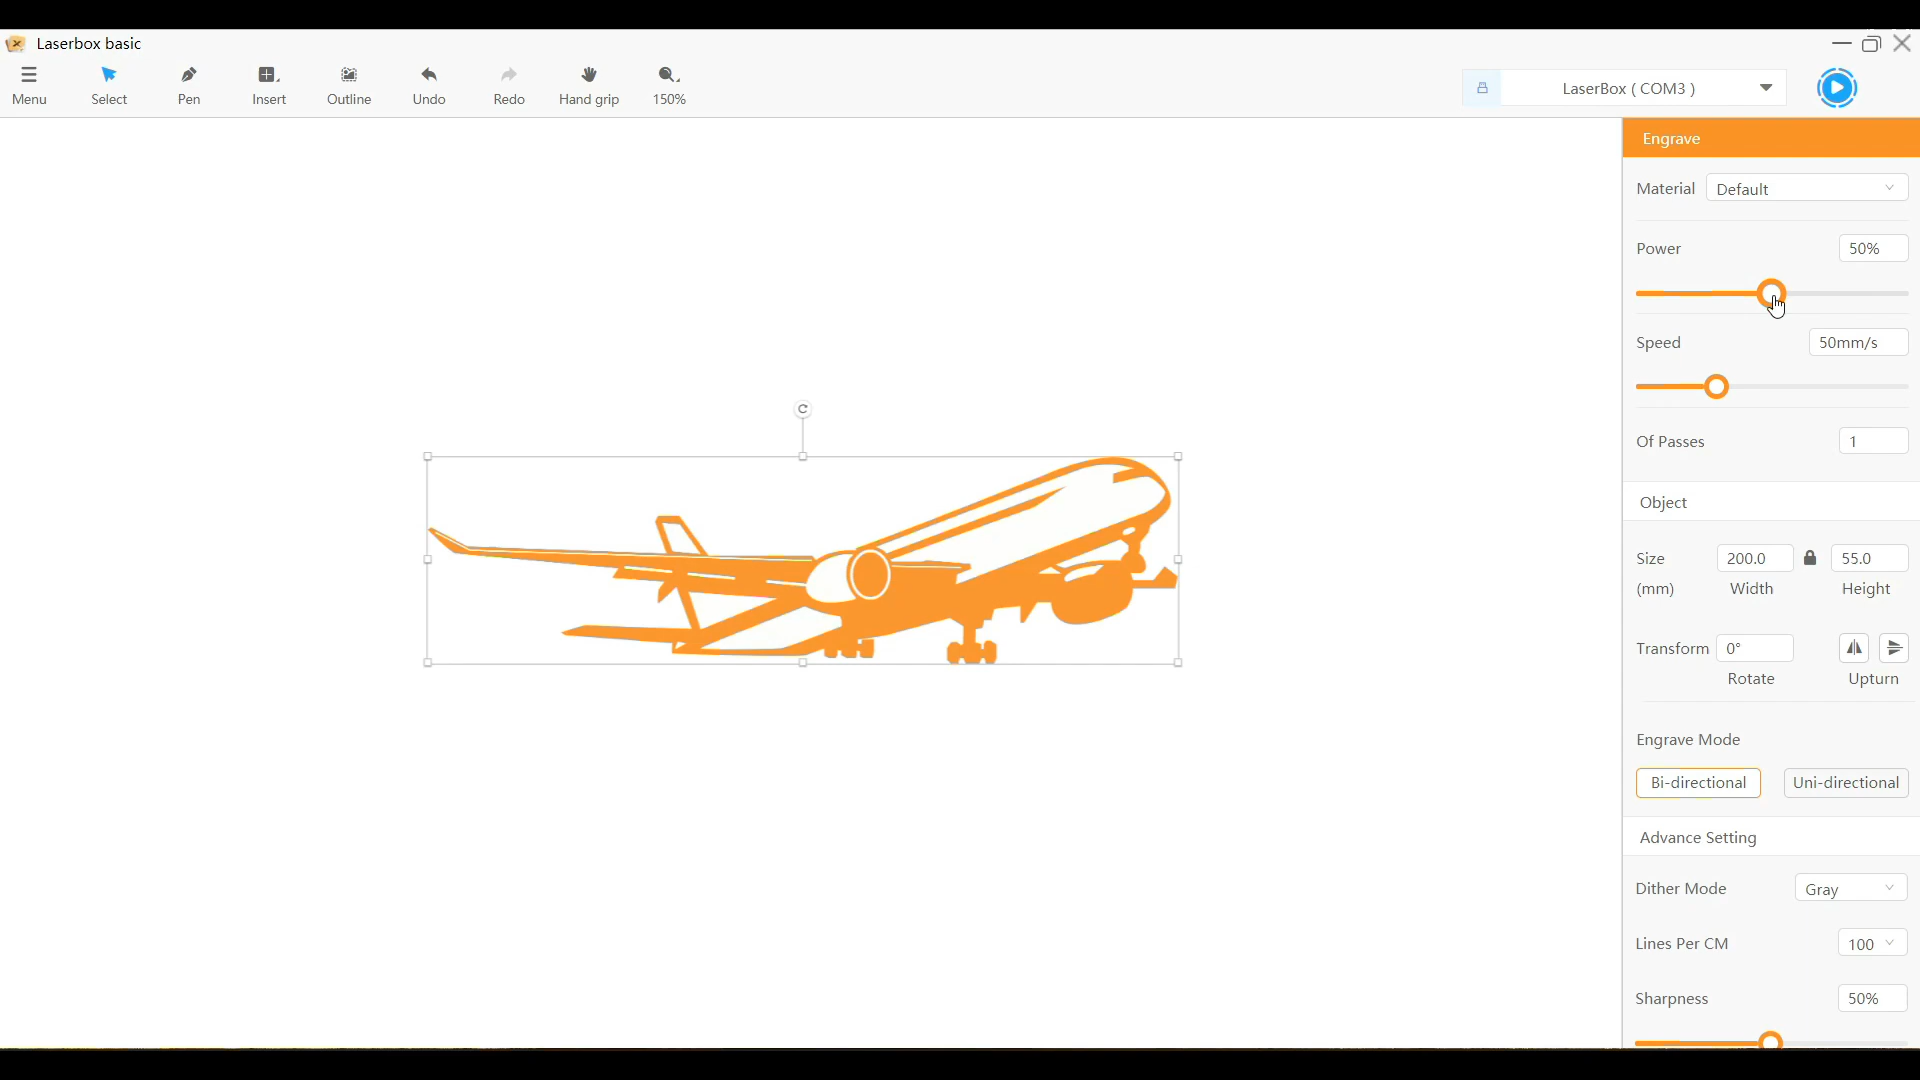 Laserbox basic
Menu Select Pen Insert Outline Undo Redo Hand grip 150%
LaserBox ( COM3 )
Engrave
Material Default
Power 50%
Speed 50mm/s
Of Passes 1
Object
Size 200.0 55.0
(mm) Width Height
Transform 0°
Rotate Upturn
Engrave Mode
Bi-directional Uni-directional
Advance Setting
Dither Mode Gray
Lines Per CM 100
Sharpness 50%